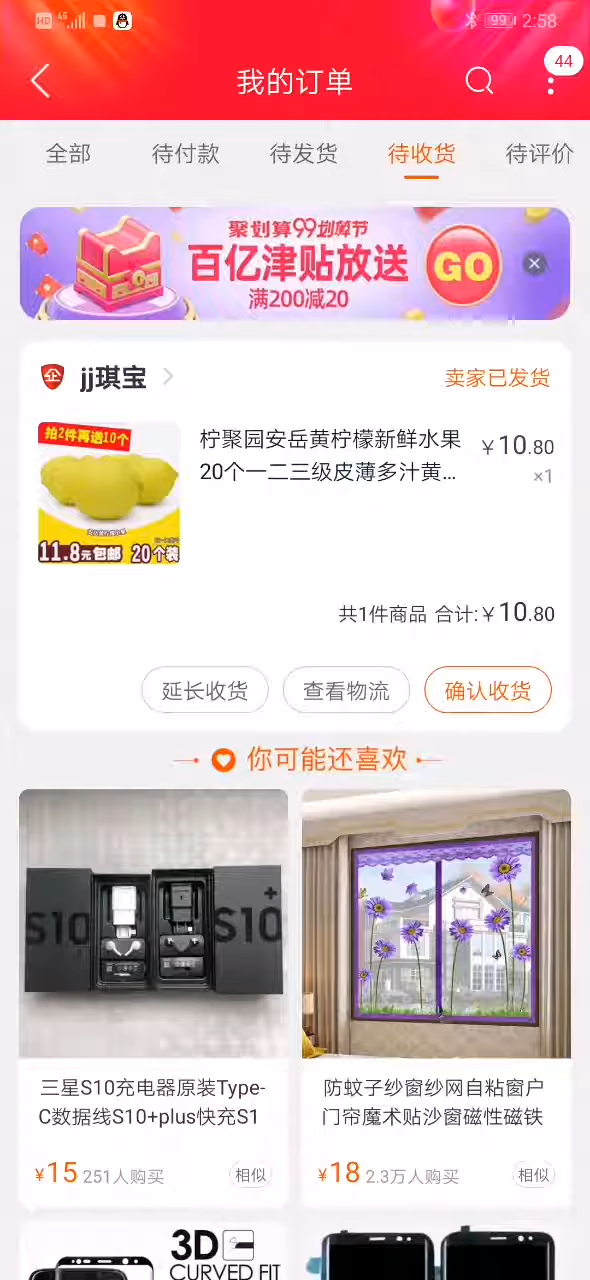 HD 4G 99 2:58
我的订单
44
全部 待付款 待发货 待收货 待评价
聚划算99划算节
百亿津贴放送
GO
满200减20
企 jj琪宝
卖家已发货
拍2件再送10个
11.8元包邮 20个装
柠聚园安岳黄柠檬新鲜水果
20个一二三级皮薄多汁黄...
¥10.80
×1
共1件商品 合计:¥10.80
延长收货 查看物流 确认收货
你可能还喜欢
S10 S10+
三星S10充电器原装Type-
C数据线S10+plus快充S1
¥15 251人购买 相似
防蚊子纱窗纱网自粘窗户
门帘魔术贴沙窗磁性磁铁
¥18 2.3万人购买 相似
3D
CURVED FIT